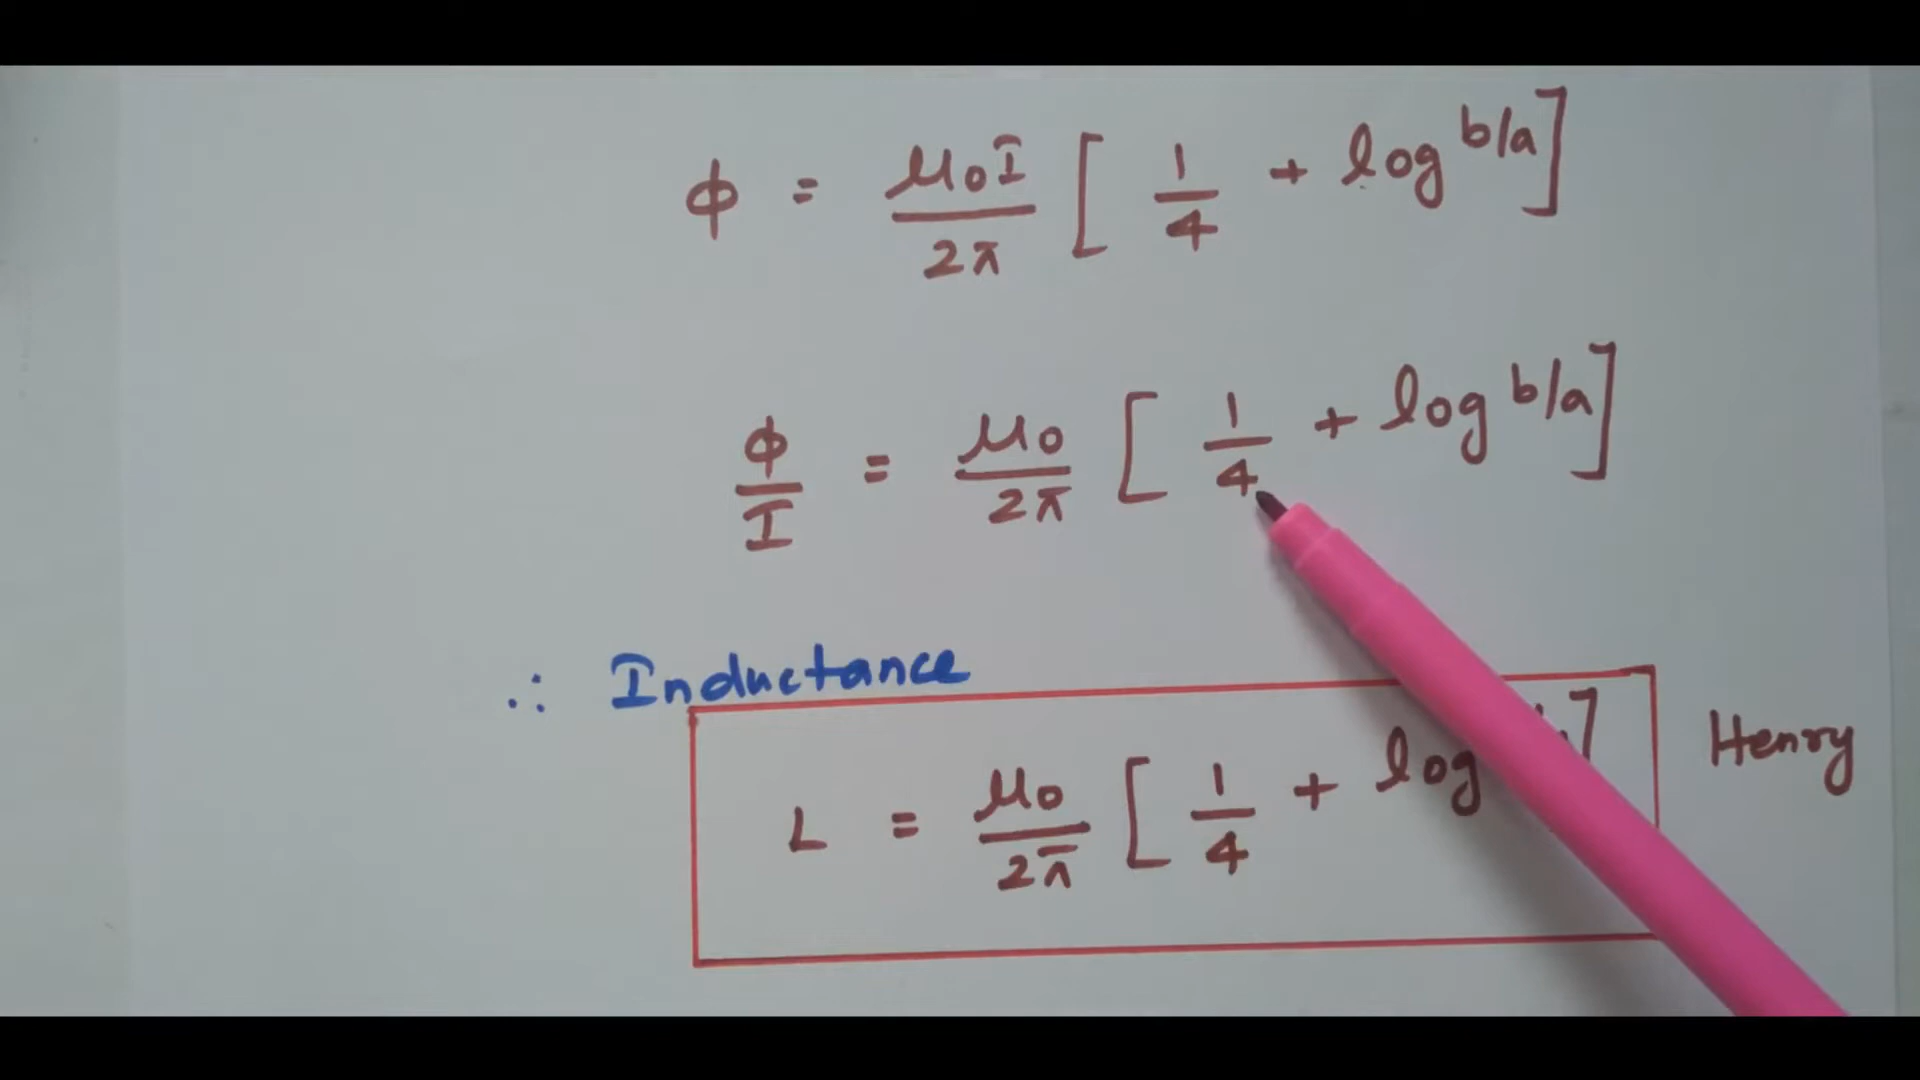 Φ = μ₀I/2π [ 1/4 + log b/a ]
Φ/I = μ₀/2π [ 1/4 + log b/a ]
∴ Inductance
L = μ₀/2π [ 1/4 + log ] Henry